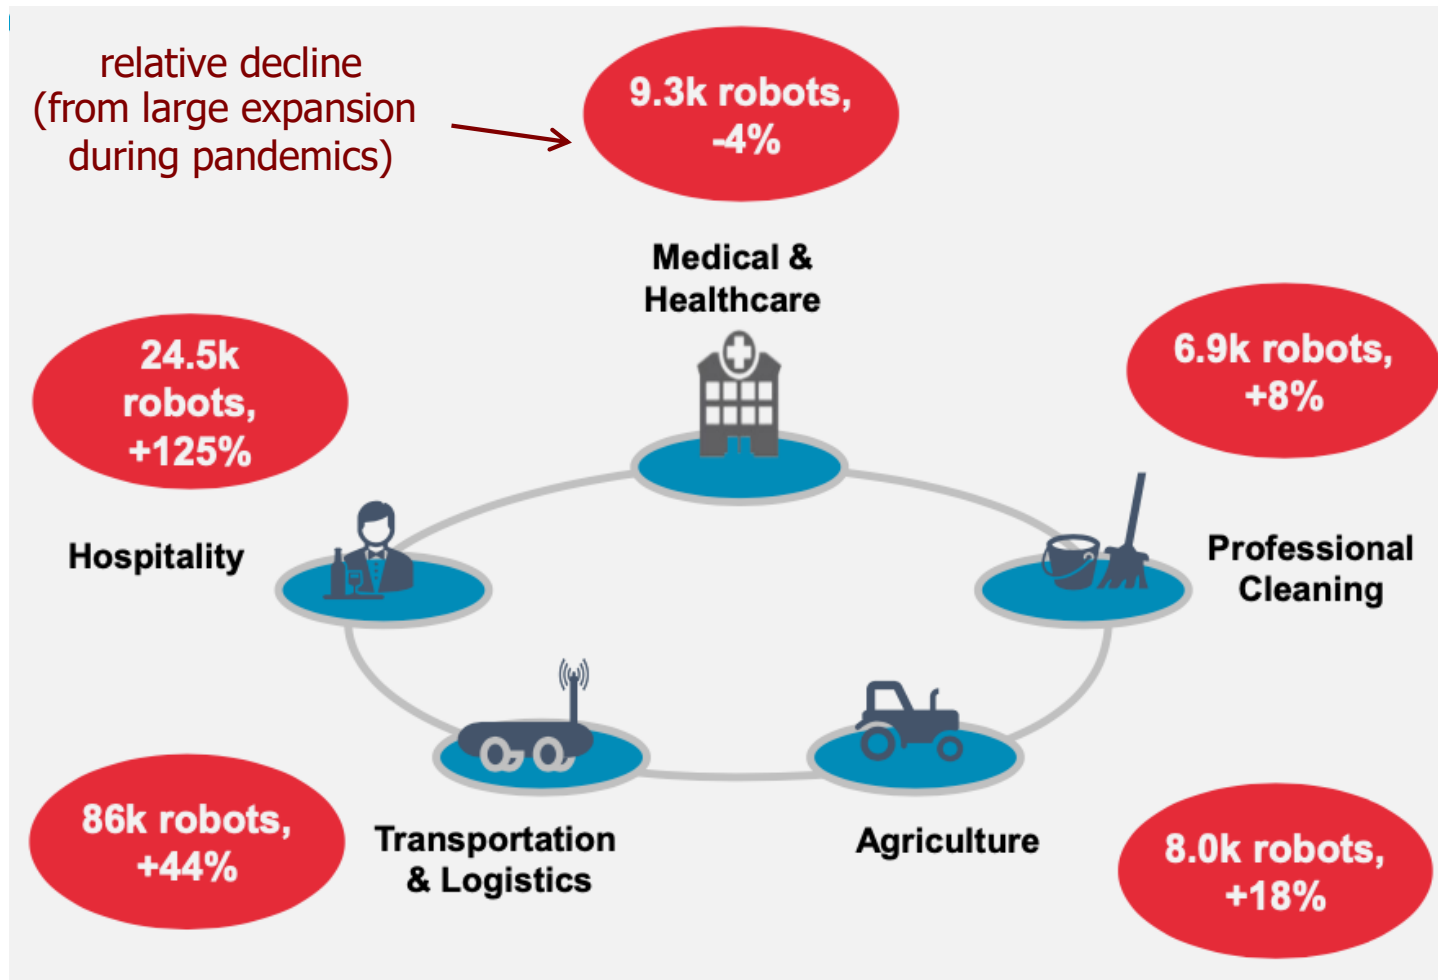 relative decline
(from large expansion
during pandemics)
9.3k robots,
-4%
Medical &
Healthcare
24.5k
robots,
+125%
Hospitality
6.9k robots,
+8%
Professional
Cleaning
86k robots,
+44%
Transportation
& Logistics
Agriculture
8.0k robots,
+18%